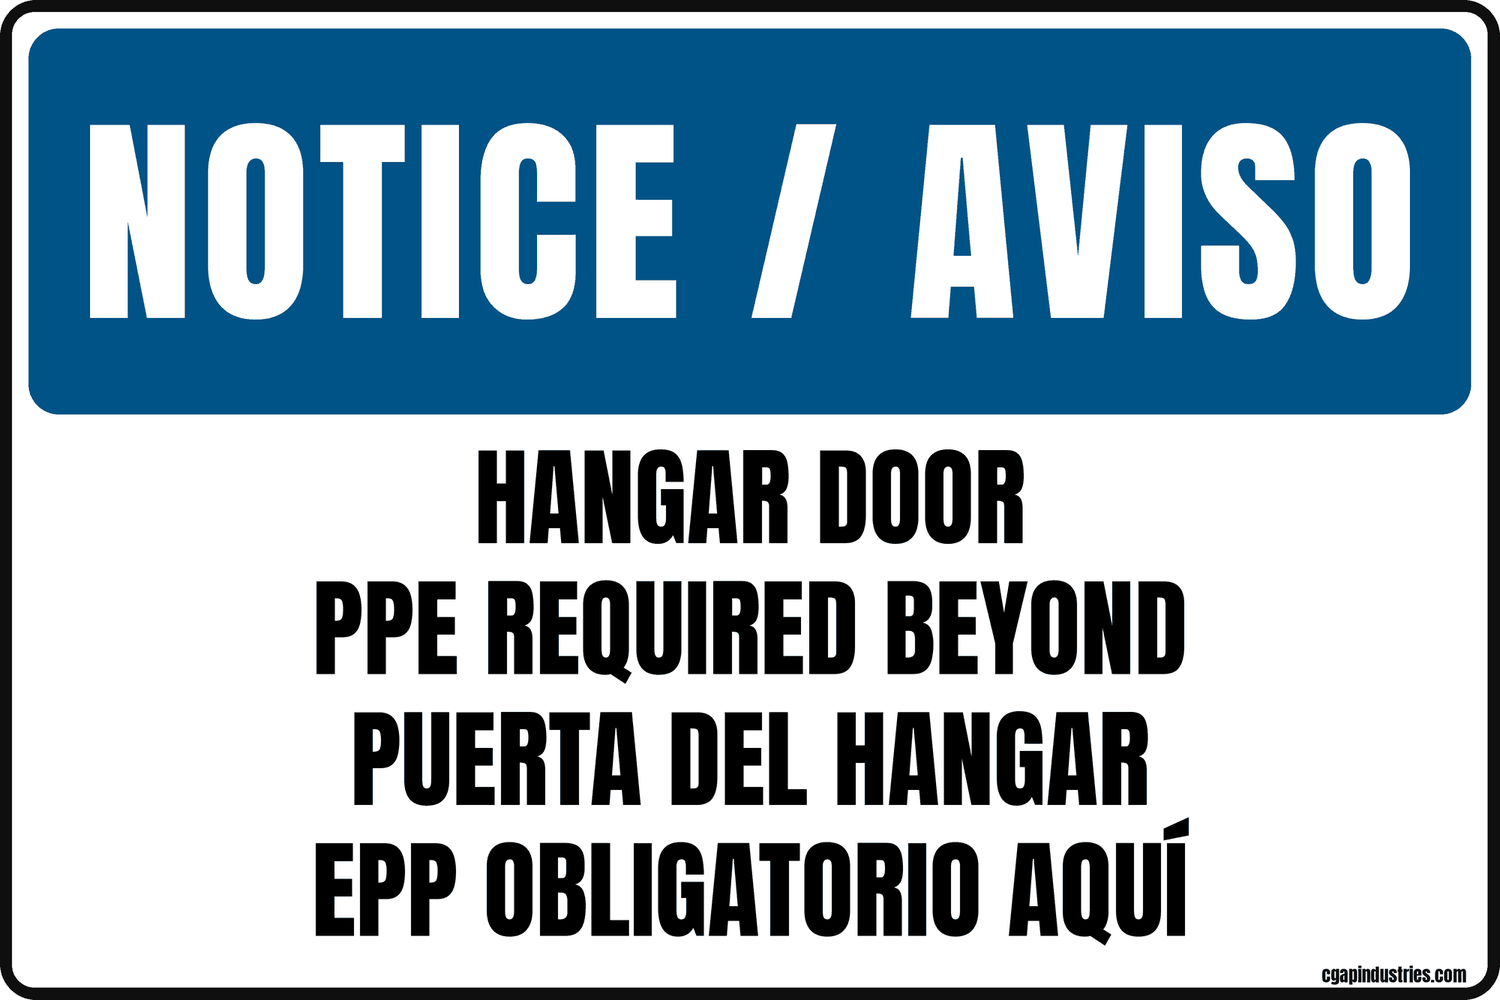 NOTICE / AVISO
HANGAR DOOR
PPE REQUIRED BEYOND
PUERTA DEL HANGAR
EPP OBLIGATORIO AQUÍ
cgapindustries.com